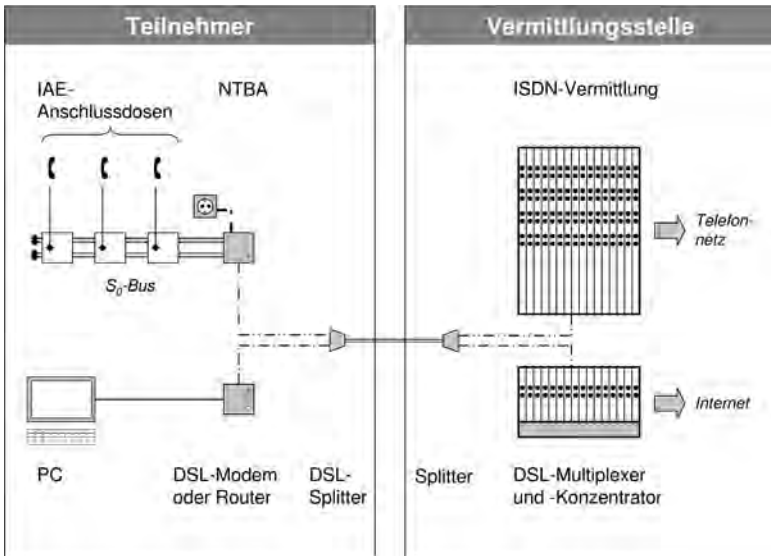 Teilnehmer
IAE-
Anschlussdosen
NTBA
S0-Bus
PC
DSL-Modem
oder Router
DSL-
Splitter
Vermittlungsstelle
ISDN-Vermittlung
Telefon-
netz
Internet
Splitter
DSL-Multiplexer
und -Konzentrator